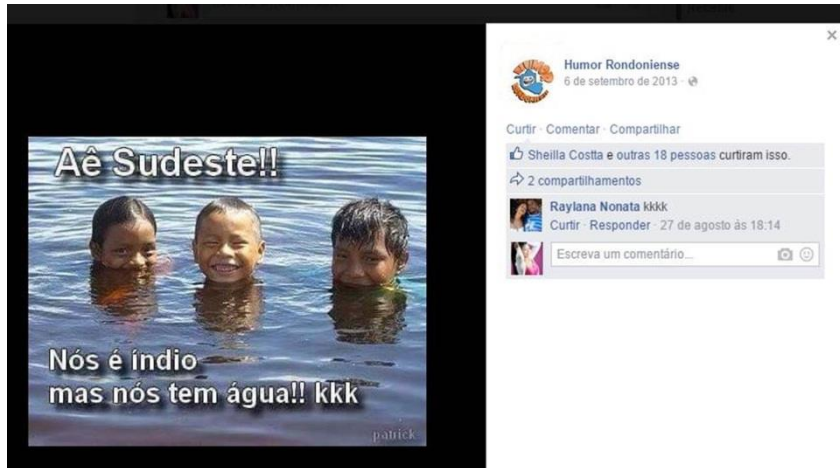 Aê Sudeste!!
Nós é índio
mas nós tem água!! kkk
patrick
Humor Rondoniense
6 de setembro de 2013 ·
Curtir · Comentar · Compartilhar
Sheilla Costta e outras 18 pessoas curtiram isso.
2 compartilhamentos
Raylana Nonata kkkk
Curtir · Responder · 27 de agosto às 18:14
Escreva um comentário...